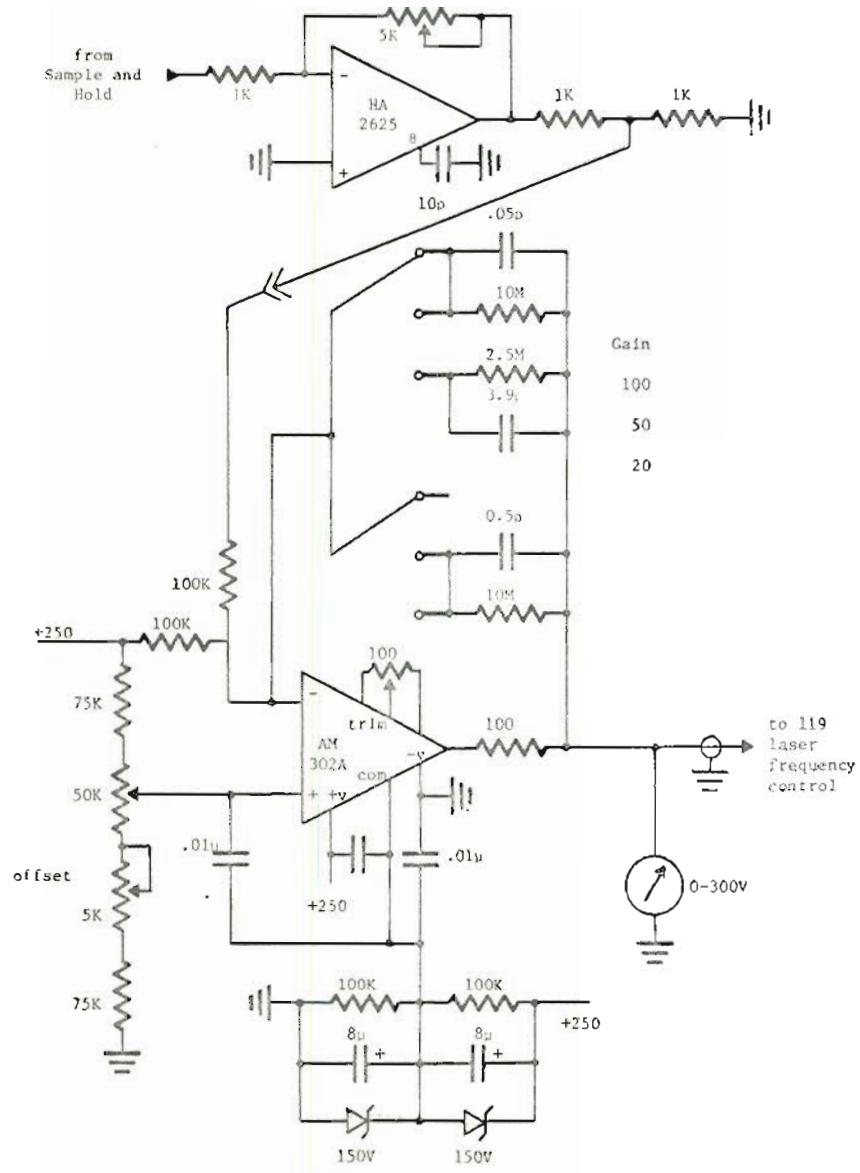 5K
from
Sample and
Hold
1K
-
HA
2625
8
+
1K
1K
10p
.05p
10M
2.5M
3.9p
Gain
100
50
20
0.5p
10M
100K
100K
+250
100
75K
-
trim
AM
302A
-v
com
100
to 119
laser
frequency
control
50K
+
+v
.01μ
.01μ
offset
5K
+250
0-300V
75K
100K
100K
+250
8μ
+
8μ
+
150V
150V